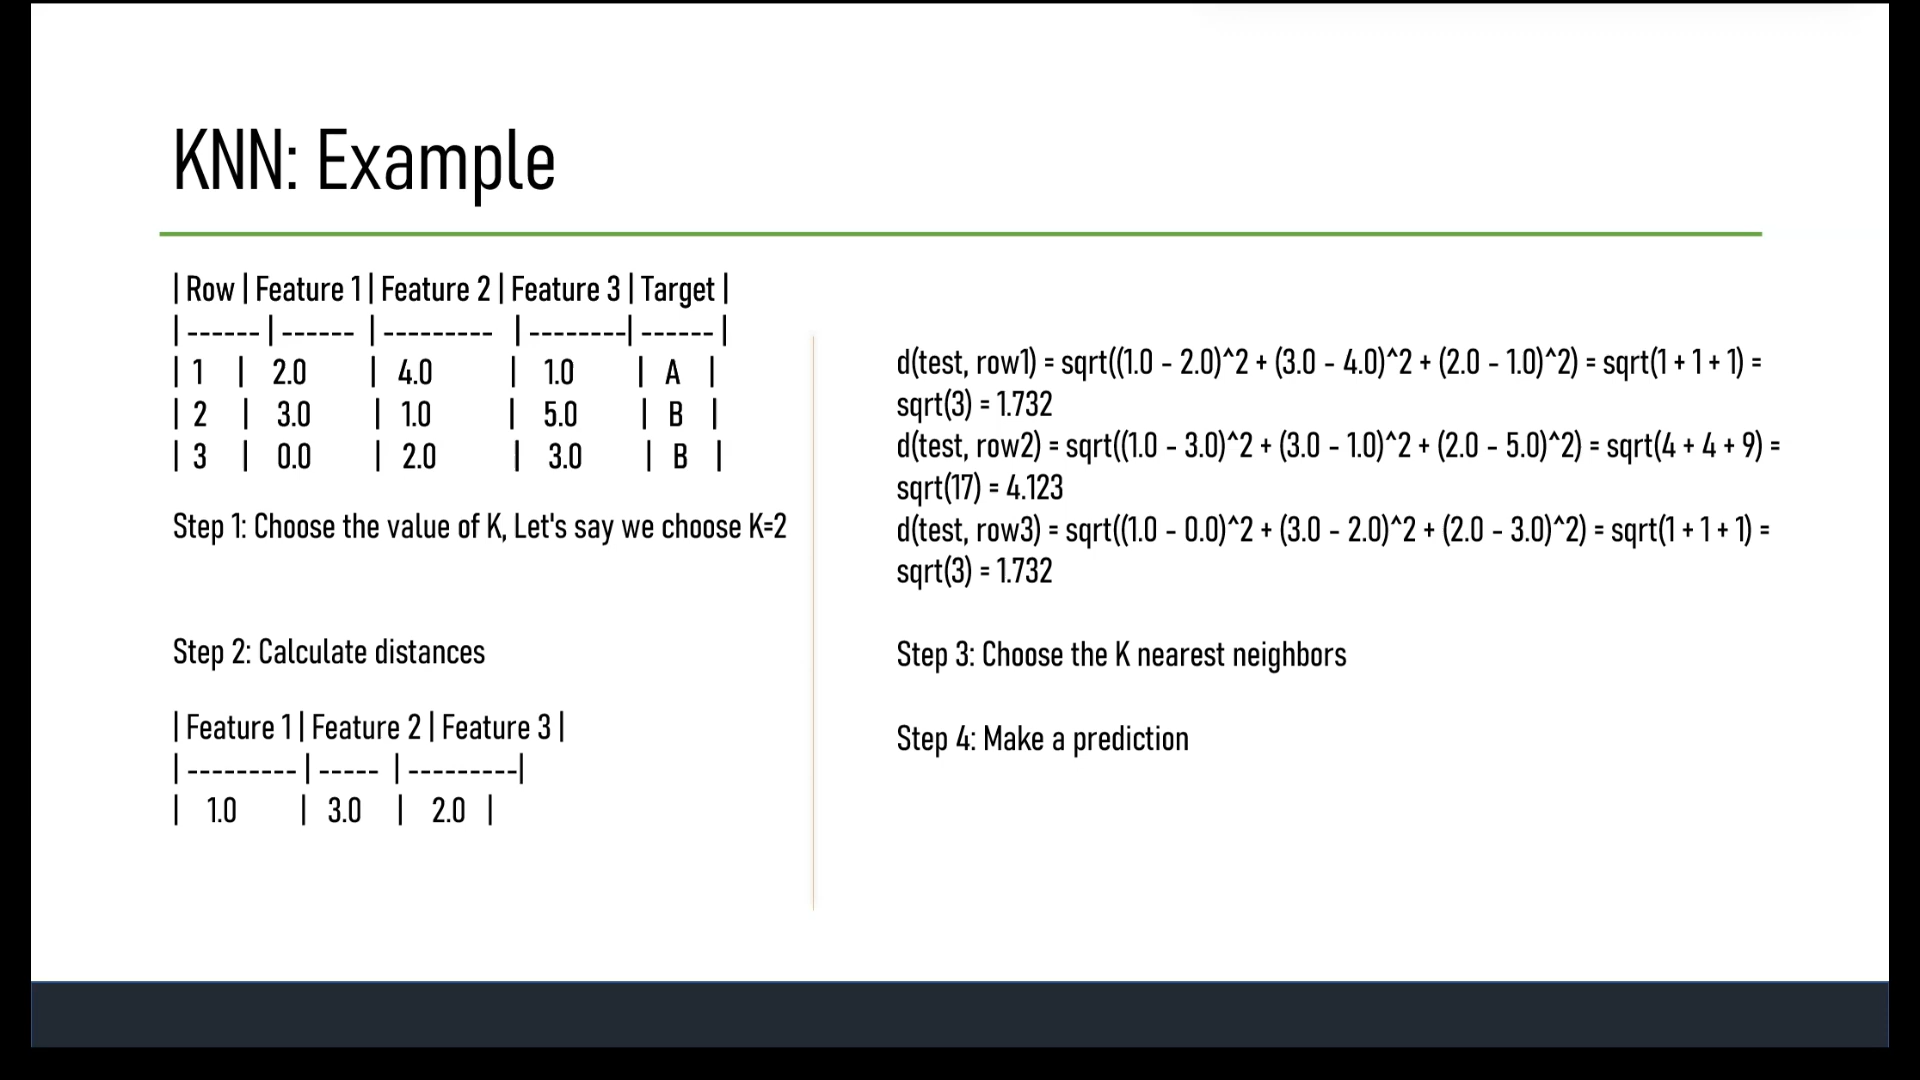 KNN: Example
| Row | Feature 1 | Feature 2 | Feature 3 | Target |
| ------ | ------ | --------- | --------| ------ |
| 1 | 2.0 | 4.0 | 1.0 | A |
| 2 | 3.0 | 1.0 | 5.0 | B |
| 3 | 0.0 | 2.0 | 3.0 | B |
Step 1: Choose the value of K, Let's say we choose K=2
Step 2: Calculate distances
| Feature 1 | Feature 2 | Feature 3 |
| --------- | ----- | ---------|
| 1.0 | 3.0 | 2.0 |
d(test, row1) = sqrt((1.0 - 2.0)^2 + (3.0 - 4.0)^2 + (2.0 - 1.0)^2) = sqrt(1 + 1 + 1) =
sqrt(3) = 1.732
d(test, row2) = sqrt((1.0 - 3.0)^2 + (3.0 - 1.0)^2 + (2.0 - 5.0)^2) = sqrt(4 + 4 + 9) =
sqrt(17) = 4.123
d(test, row3) = sqrt((1.0 - 0.0)^2 + (3.0 - 2.0)^2 + (2.0 - 3.0)^2) = sqrt(1 + 1 + 1) =
sqrt(3) = 1.732
Step 3: Choose the K nearest neighbors
Step 4: Make a prediction